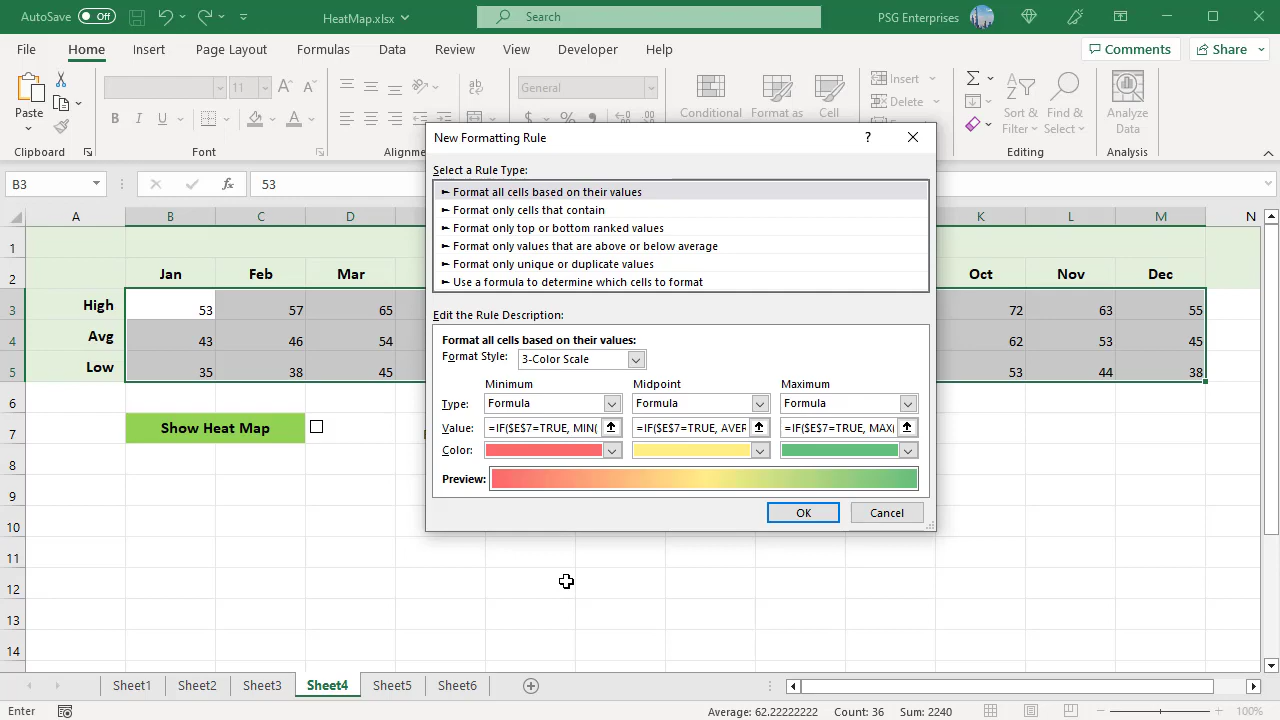 AutoSave Off HeatMap.xlsx Search PSG Enterprises
File Home Insert Page Layout Formulas Data Review View Developer Help Comments Share
Paste 11 General Conditional Format as Cell Insert Delete Sort & Filter Find & Select Analyze Data
Clipboard Font Alignme Editing Analysis
B3 fx 53
New Formatting Rule ?
Select a Rule Type:
► Format all cells based on their values
► Format only cells that contain
► Format only top or bottom ranked values
► Format only values that are above or below average
► Format only unique or duplicate values
► Use a formula to determine which cells to format
Edit the Rule Description:
Format all cells based on their values:
Format Style: 3-Color Scale
Minimum Midpoint Maximum
Type: Formula Formula Formula
Value: =IF($E$7=TRUE, MIN( =IF($E$7=TRUE, AVER =IF($E$7=TRUE, MAX(
Color:
Preview:
OK Cancel
A B C D K L M N
1
2 Jan Feb Mar Oct Nov Dec
3 High 53 57 65 72 63 55
4 Avg 43 46 54 62 53 45
5 Low 35 38 45 53 44 38
6
7 Show Heat Map
8
9
10
11
12
13
14
Sheet1 Sheet2 Sheet3 Sheet4 Sheet5 Sheet6
Enter Average: 62.22222222 Count: 36 Sum: 2240 100%